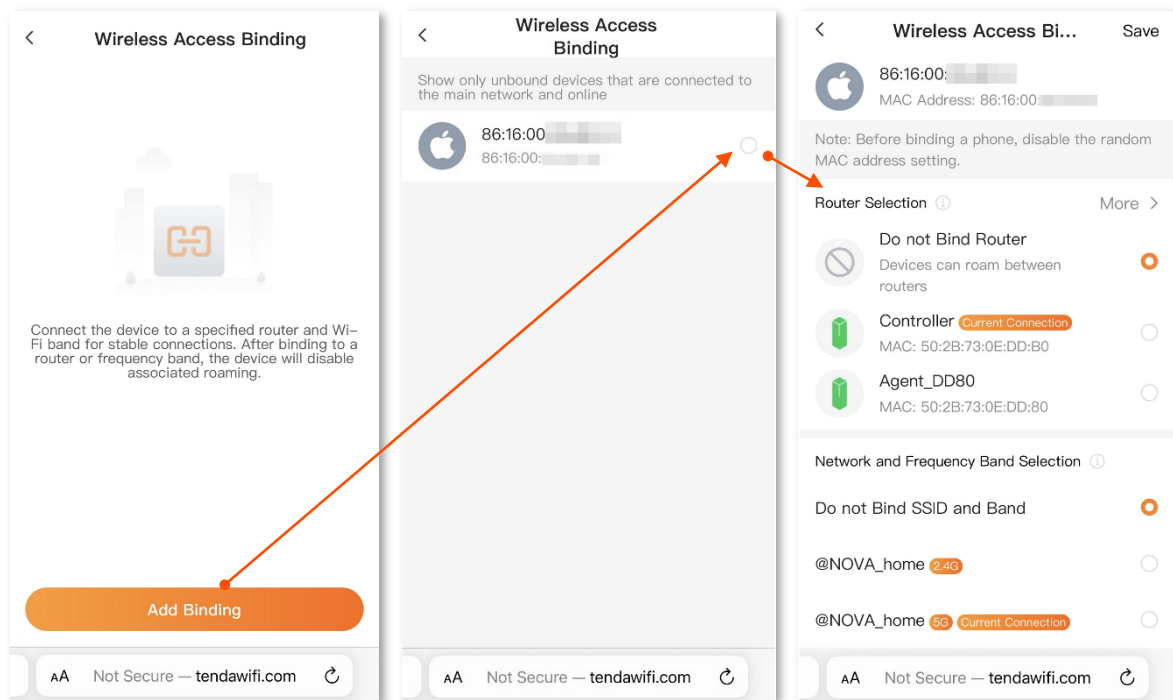 Wireless Access Binding
Connect the device to a specified router and Wi-
Fi band for stable connections. After binding to a
router or frequency band, the device will disable
associated roaming.
Add Binding
AA Not Secure — tendawifi.com
Wireless Access
Binding
Show only unbound devices that are connected to
the main network and online
86:16:00
86:16:00:
AA Not Secure — tendawifi.com
Wireless Access Bi... Save
86:16:00:
MAC Address: 86:16:00:
Note: Before binding a phone, disable the random
MAC address setting.
Router Selection More
Do not Bind Router
Devices can roam between
routers
Controller Current Connection
MAC: 50:2B:73:0E:DD:B0
Agent_DD80
MAC: 50:2B:73:0E:DD:80
Network and Frequency Band Selection
Do not Bind SSID and Band
@NOVA_home 2.4G
@NOVA_home 5G Current Connection
AA Not Secure — tendawifi.com